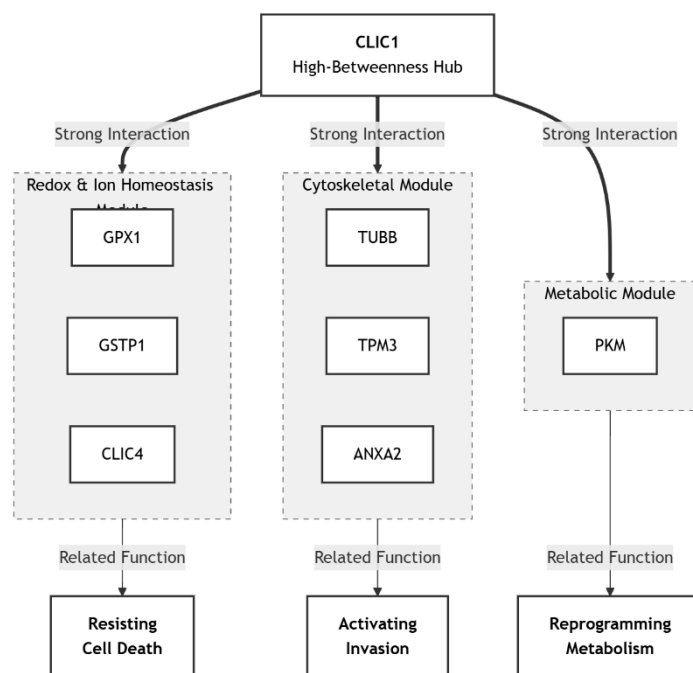 CLIC1
High-Betweenness Hub
Strong Interaction
Strong Interaction
Strong Interaction
Redox & Ion Homeostasis
Module
GPX1
GSTP1
CLIC4
Cytoskeletal Module
TUBB
TPM3
ANXA2
Metabolic Module
PKM
Related Function
Related Function
Related Function
Resisting
Cell Death
Activating
Invasion
Reprogramming
Metabolism